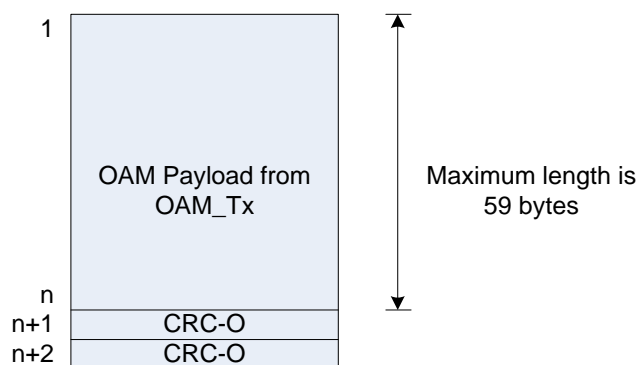 1
OAM Payload from
OAM_Tx
Maximum length is
59 bytes
n
n+1 CRC-O
n+2 CRC-O